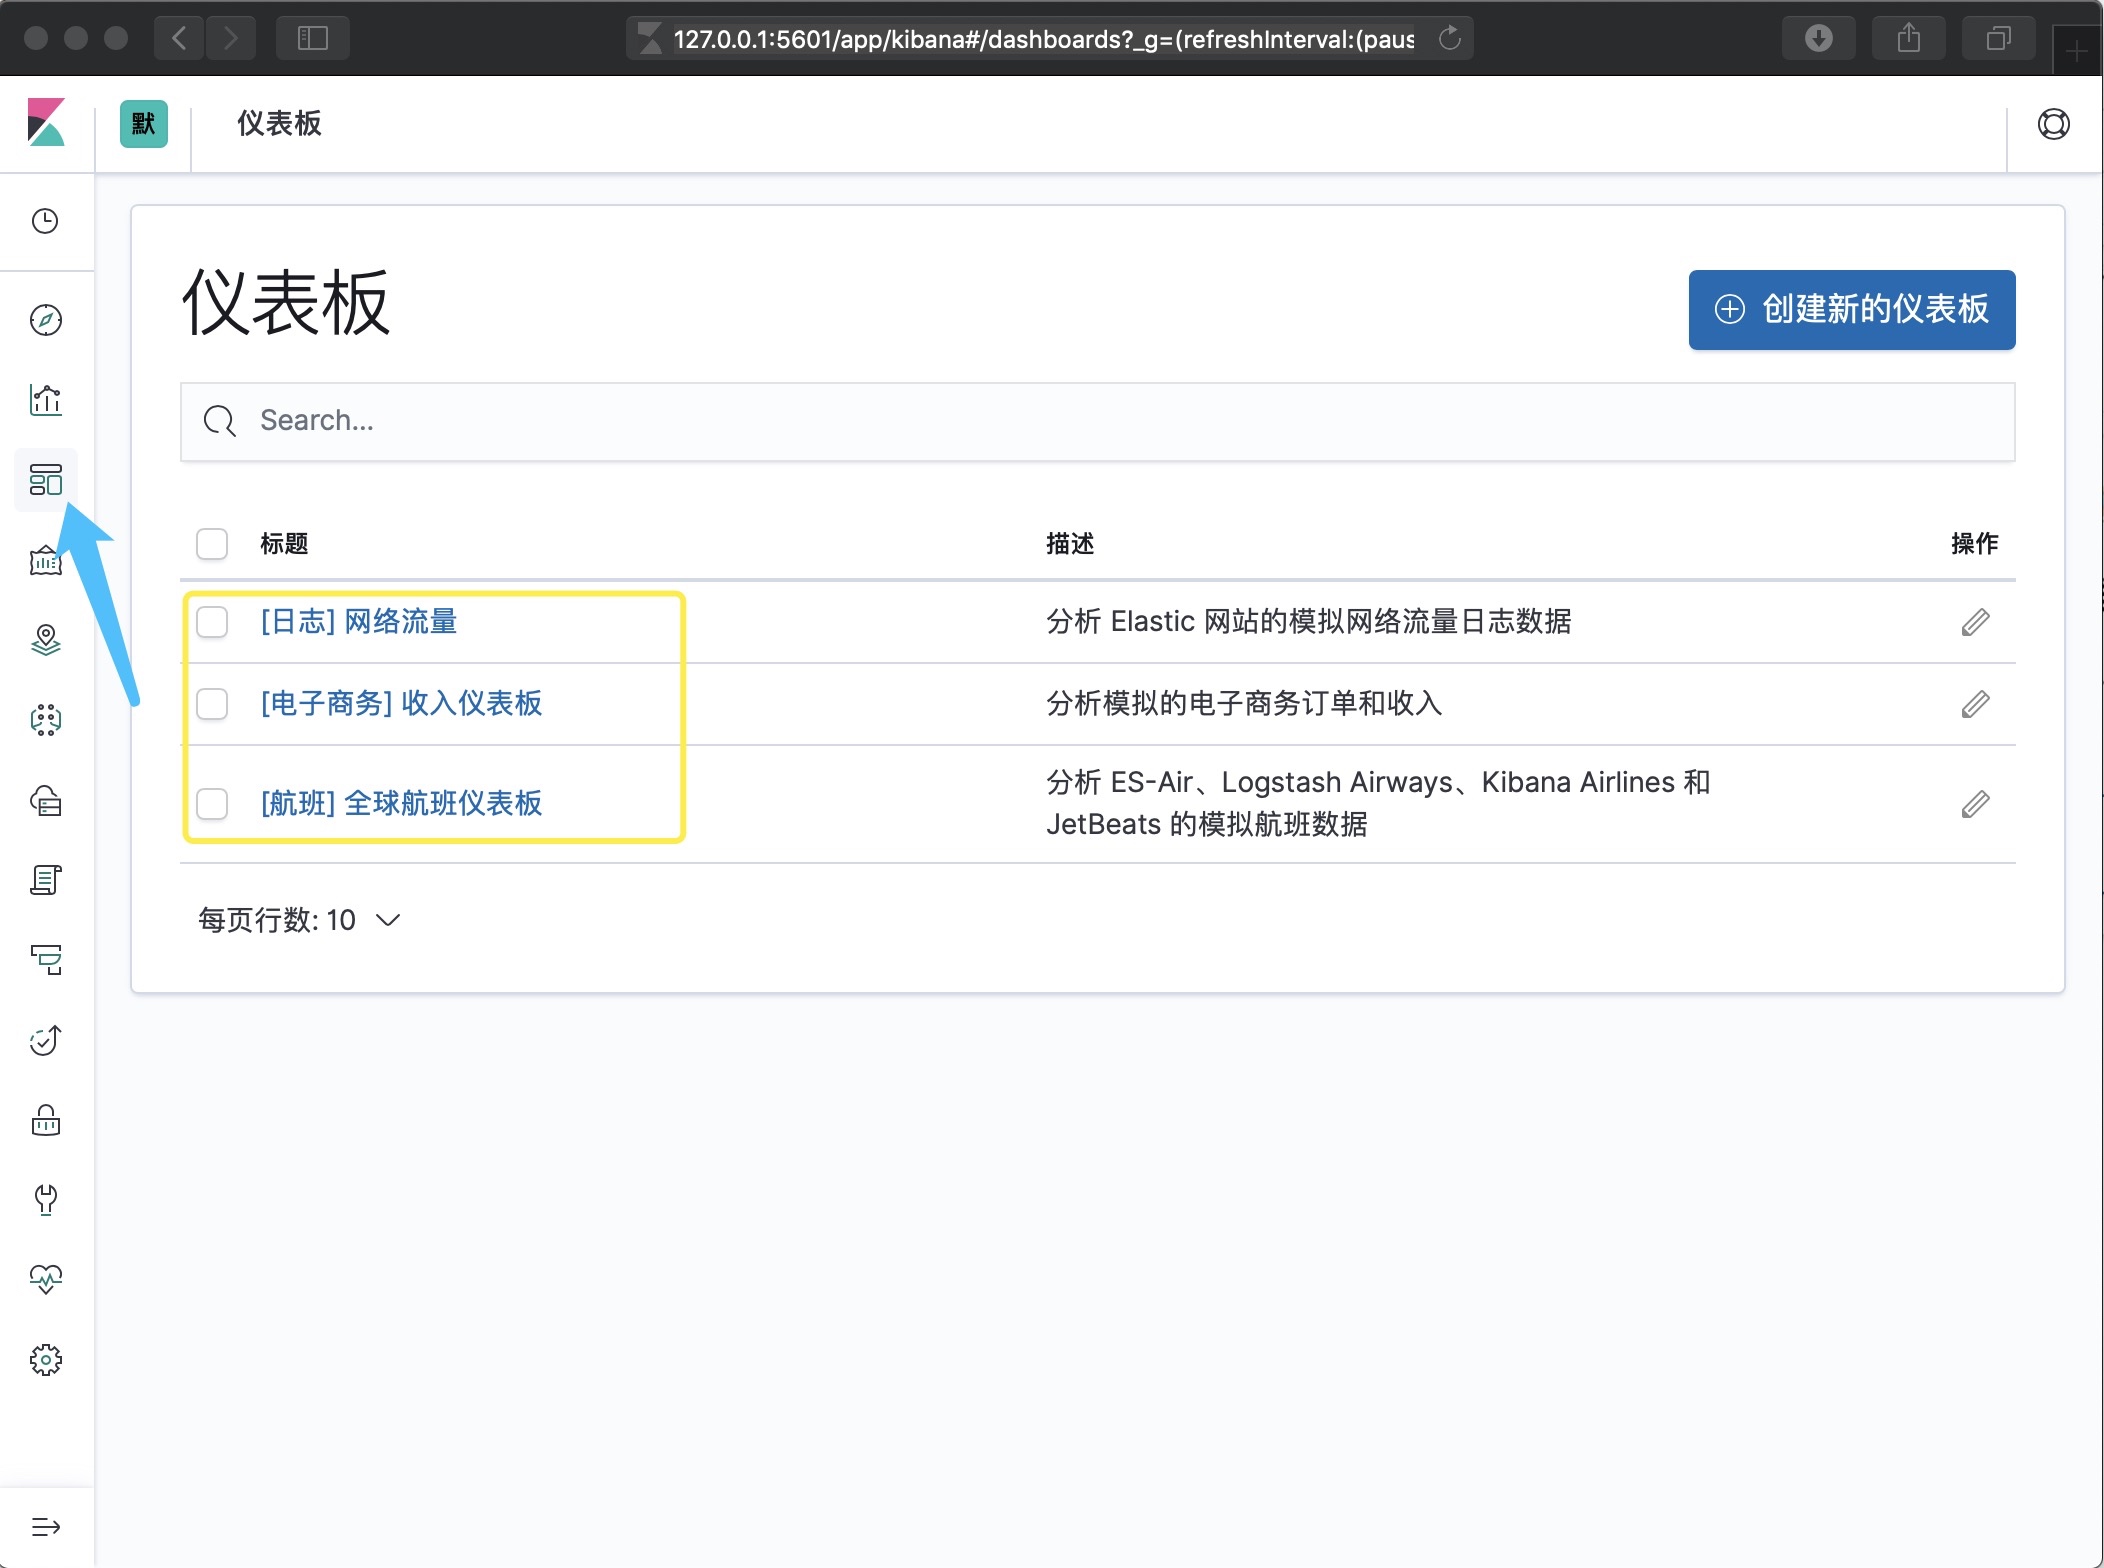 127.0.0.1:5601/app/kibana#/dashboards?_g=(refreshInterval:(paus
默
仪表板
仪表板
创建新的仪表板
Search...
标题 描述 操作
[日志] 网络流量 分析 Elastic 网站的模拟网络流量日志数据
[电子商务] 收入仪表板 分析模拟的电子商务订单和收入
[航班] 全球航班仪表板 分析 ES-Air、Logstash Airways、Kibana Airlines 和
JetBeats 的模拟航班数据
每页行数: 10